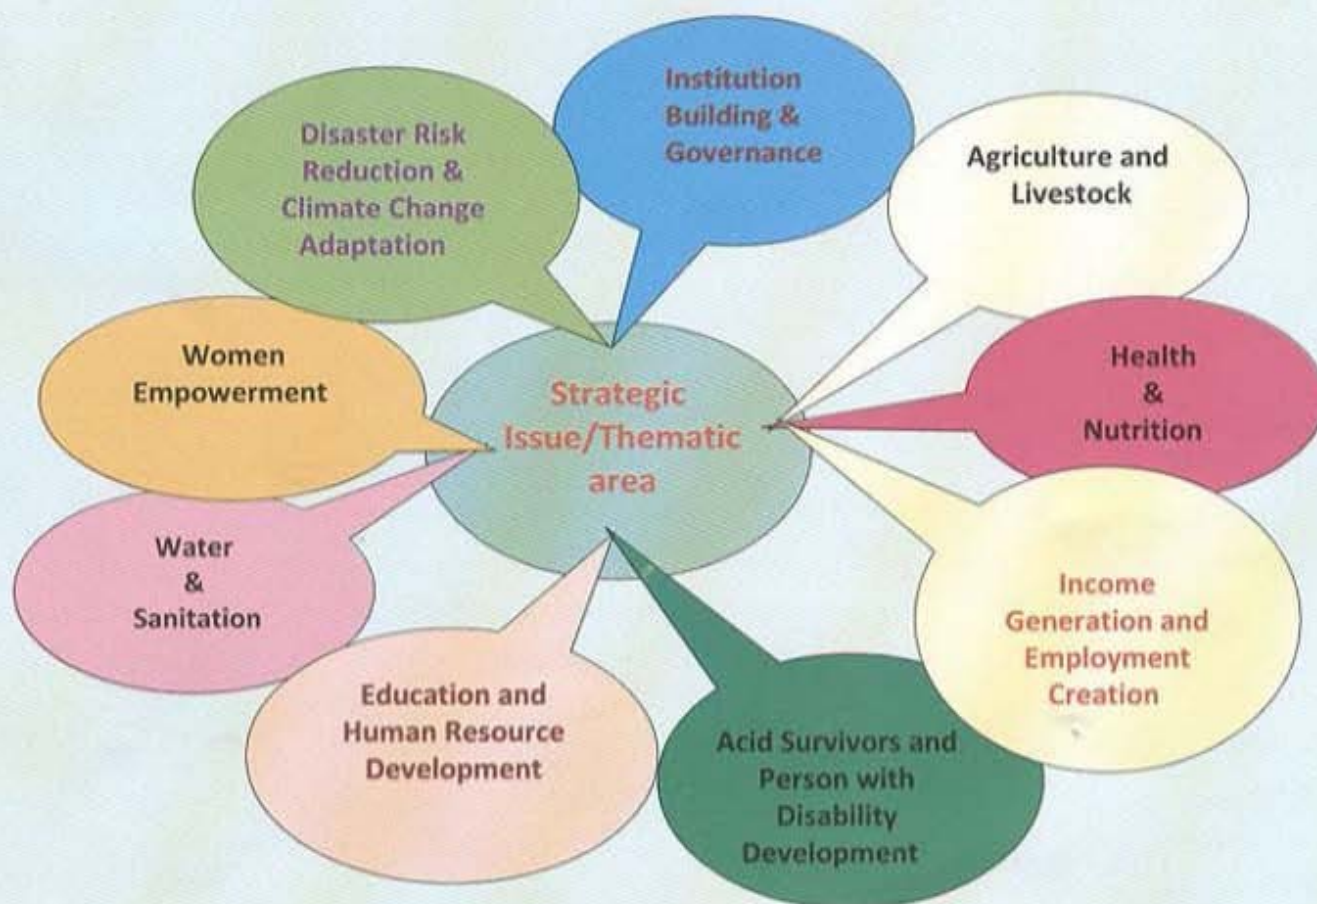 Institution
Building &
Governance
Disaster Risk
Reduction &
Climate Change
Adaptation
Agriculture and
Livestock
Women
Empowerment
Strategic
Issue/Thematic
area
Health
&
Nutrition
Water
&
Sanitation
Income
Generation and
Employment
Creation
Education and
Human Resource
Development
Acid Survivors and
Person with
Disability
Development